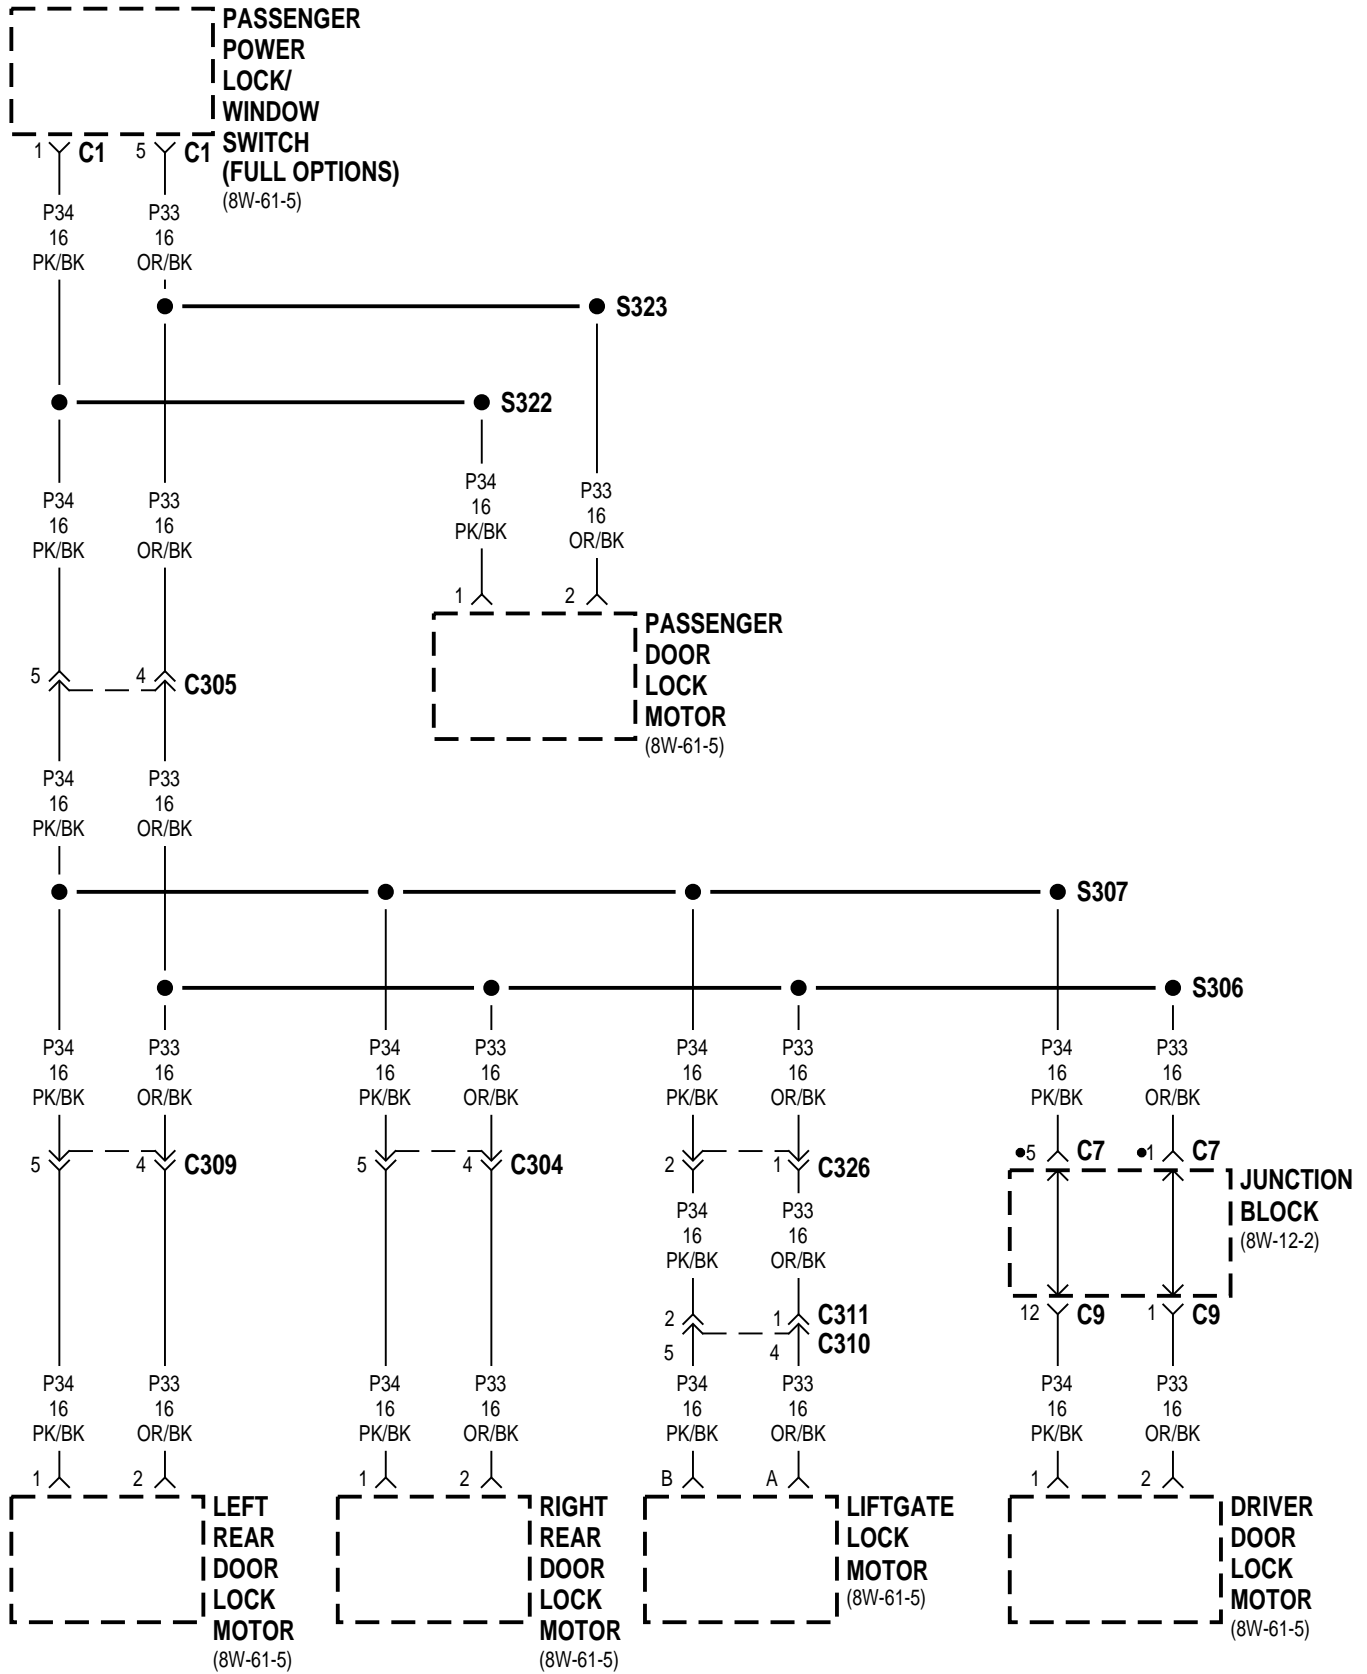 PASSENGER
POWER
LOCK/
WINDOW
SWITCH
(FULL OPTIONS)
(8W-61-5)
1 C1 5 C1
P34 P33
16 16
PK/BK OR/BK
S323
S322
P34 P33 P34 P33
16 16 16 16
PK/BK OR/BK PK/BK OR/BK
1 2
PASSENGER
DOOR
LOCK
MOTOR
(8W-61-5)
5 4 C305
P34 P33
16 16
PK/BK OR/BK
S307
S306
P34 P33 P34 P33 P34 P33 P34 P33
16 16 16 16 16 16 16 16
PK/BK OR/BK PK/BK OR/BK PK/BK OR/BK PK/BK OR/BK
5 4 C309 5 4 C304 2 1 C326 •5 C7 •1 C7
JUNCTION
BLOCK
(8W-12-2)
P34 P33
16 16
PK/BK OR/BK
2 1 C311 12 C9 1 C9
5 4 C310
P34 P33 P34 P33 P34 P33 P34 P33
16 16 16 16 16 16 16 16
PK/BK OR/BK PK/BK OR/BK PK/BK OR/BK PK/BK OR/BK
1 2 1 2 B A 1 2
LEFT
REAR
DOOR
LOCK
MOTOR
(8W-61-5)
RIGHT
REAR
DOOR
LOCK
MOTOR
(8W-61-5)
LIFTGATE
LOCK
MOTOR
(8W-61-5)
DRIVER
DOOR
LOCK
MOTOR
(8W-61-5)